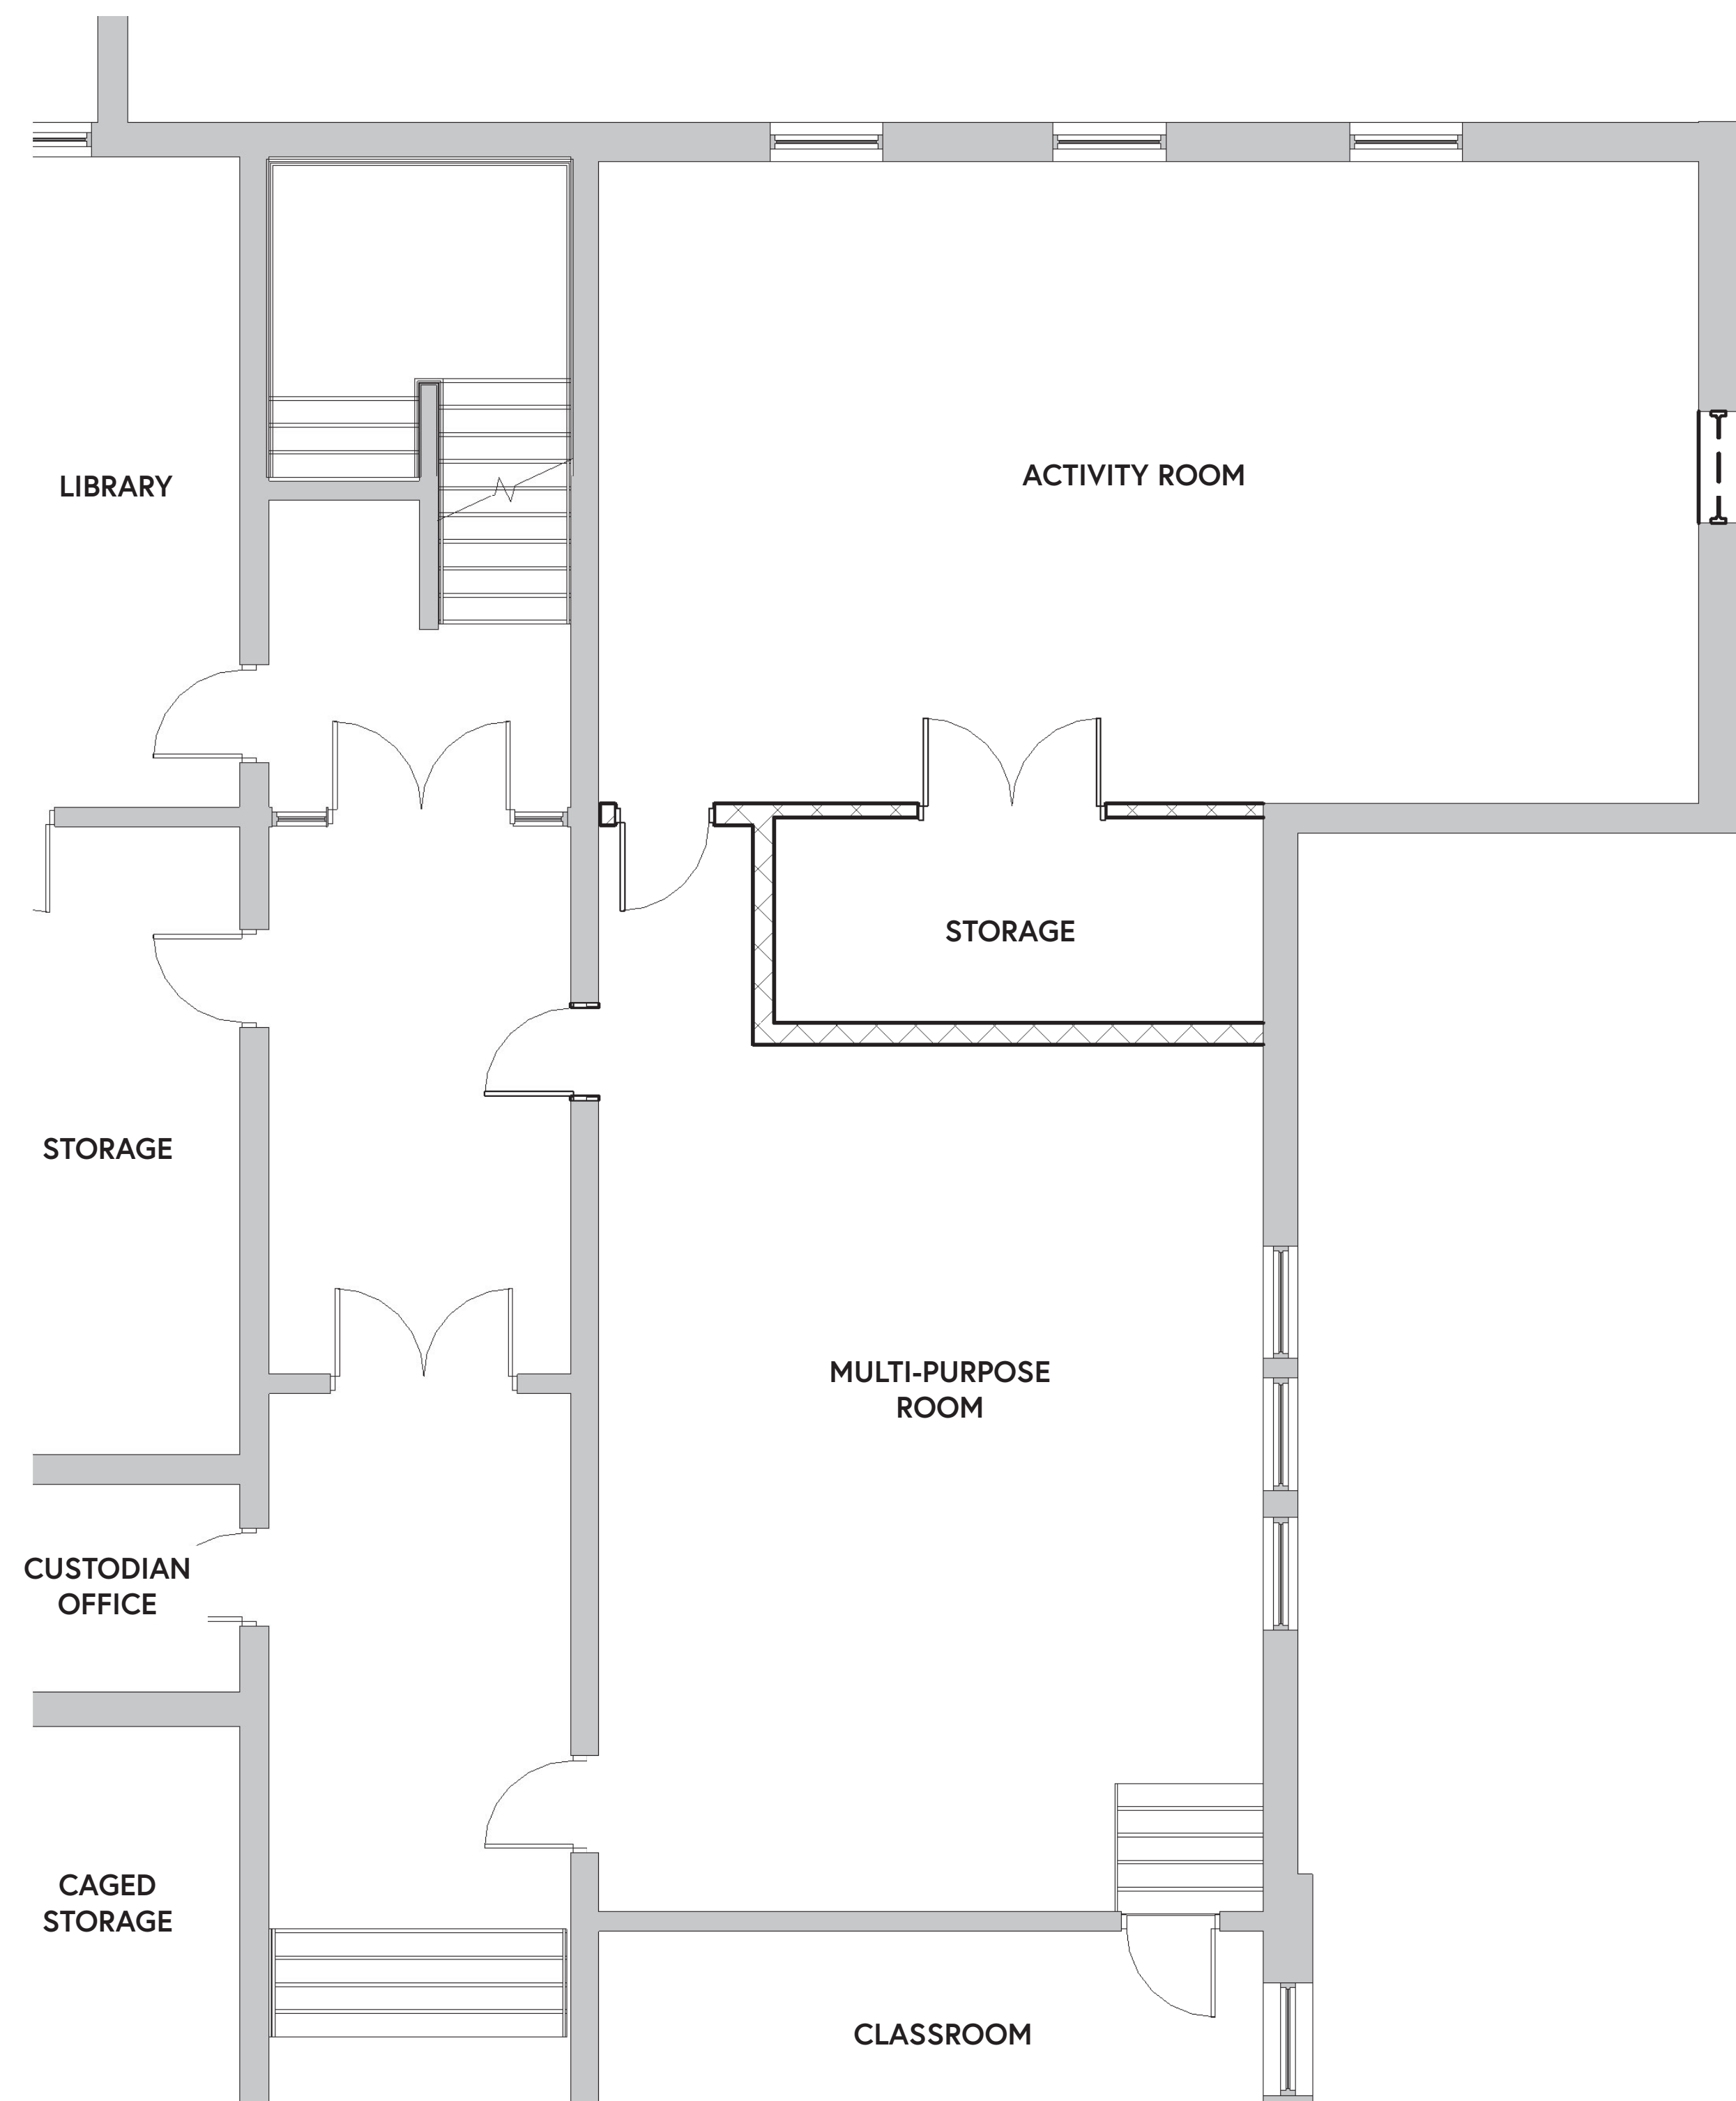 LIBRARY
ACTIVITY ROOM
STORAGE
STORAGE
MULTI-PURPOSE
ROOM
CUSTODIAN
OFFICE
CAGED
STORAGE
CLASSROOM